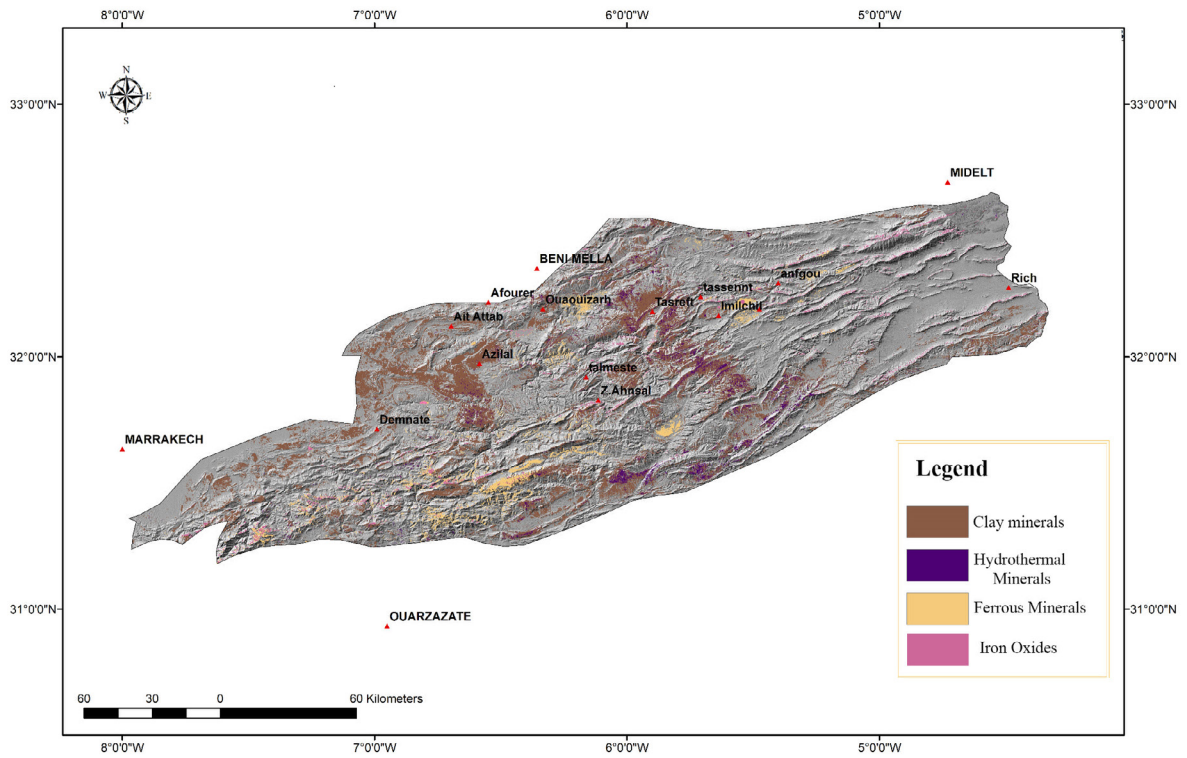 8°0'0"W 7°0'0"W 6°0'0"W 5°0'0"W
N
W E
S
33°0'0"N 33°0'0"N
MIDELT
BENI MELLA
anfgou
Rich
tassennt
Afourer
Ouaouizarh
Tasreft
Imilchil
Ait Attab
32°0'0"N 32°0'0"N
Azilal
talmeste
Z.Ahnsal
Demnate
MARRAKECH
Legend
Clay minerals
Hydrothermal
Minerals
Ferrous Minerals
Iron Oxides
31°0'0"N 31°0'0"N
OUARZAZATE
60 30 0 60 Kilometers
8°0'0"W 7°0'0"W 6°0'0"W 5°0'0"W